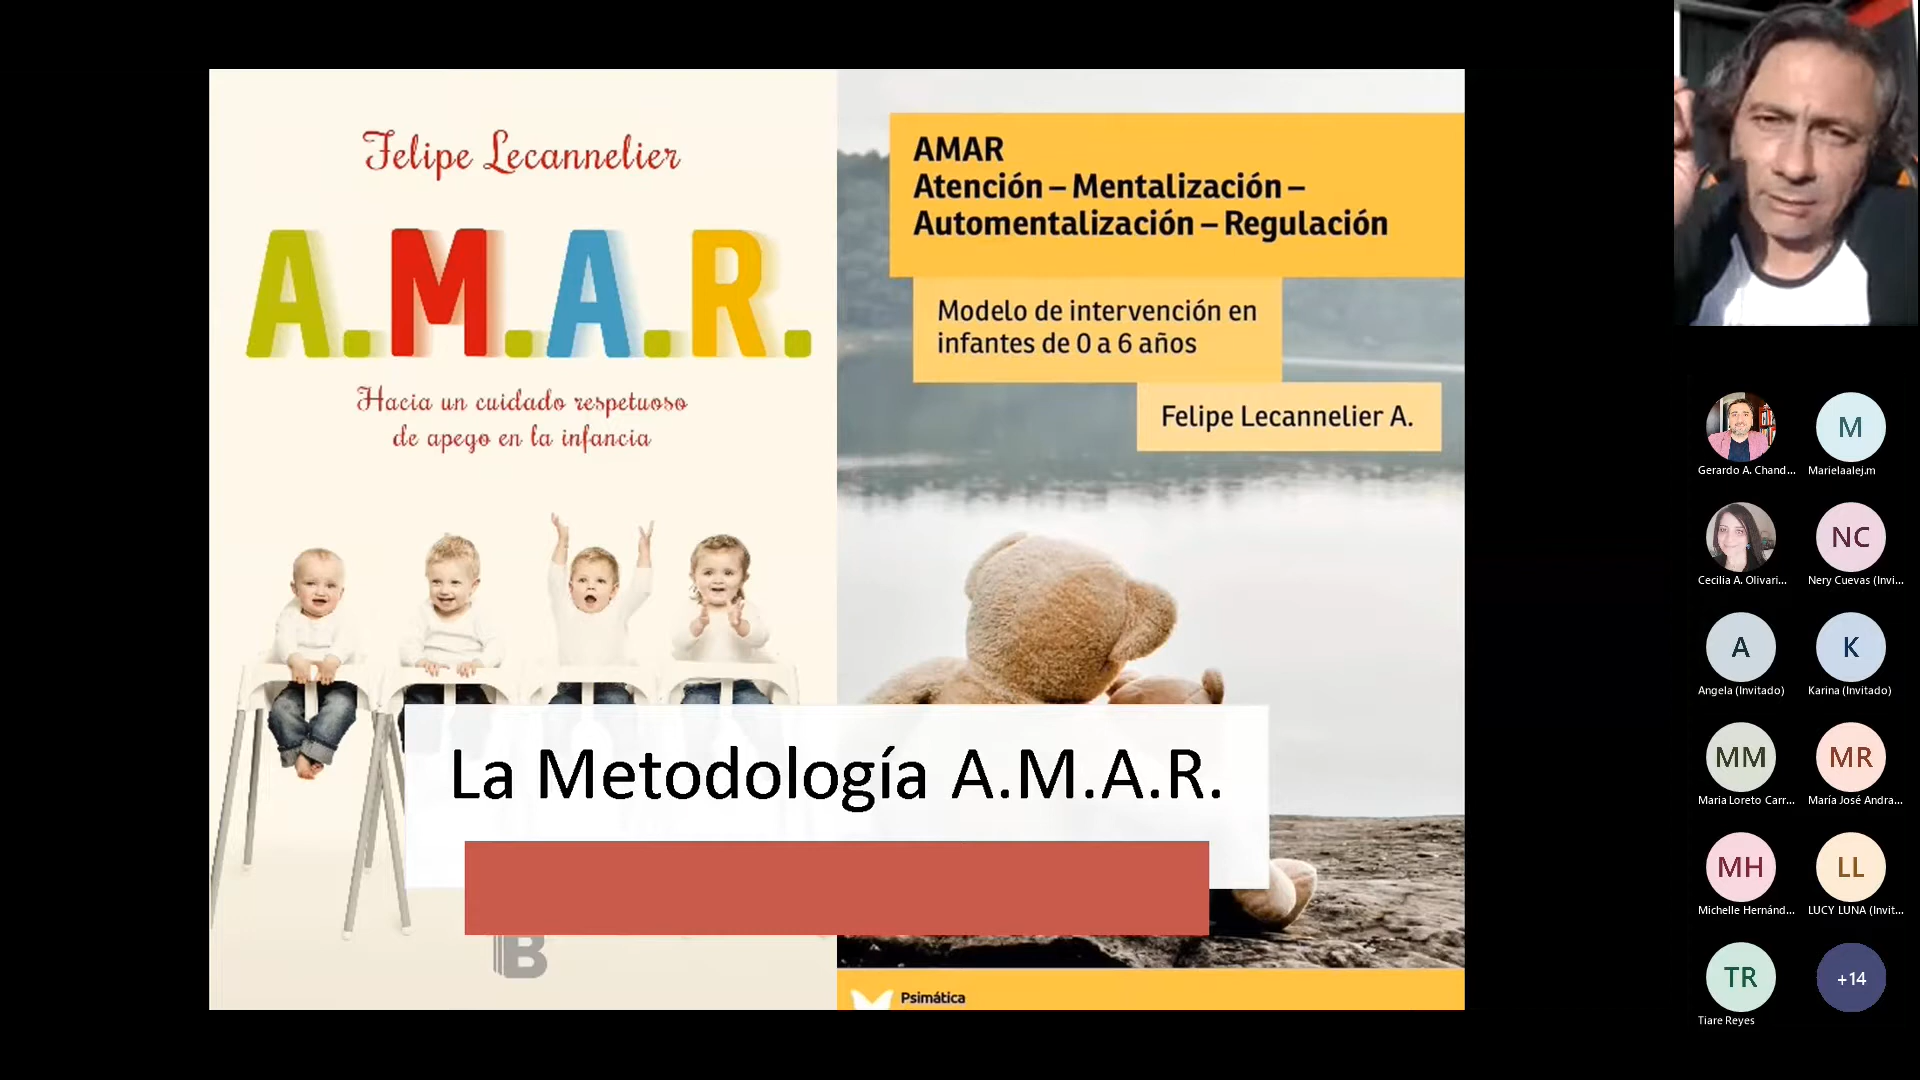 Felipe Lecannelier
A.M.A.R.
Hacia un cuidado respetuoso
de apego en la infancia
B
AMAR
Atención – Mentalización –
Automentalización – Regulación
Modelo de intervención en
infantes de 0 a 6 años
Felipe Lecannelier A.
La Metodología A.M.A.R.
Psimática
Gerardo A. Chand...
M
Marielaalej.m
Cecilia A. Olivari...
NC
Nery Cuevas (Invi...
A
Angela (Invitado)
K
Karina (Invitado)
MM
Maria Loreto Carr...
MR
María José Andra...
MH
Michelle Hernánd...
LL
LUCY LUNA (Invit...
TR
Tiare Reyes
+14